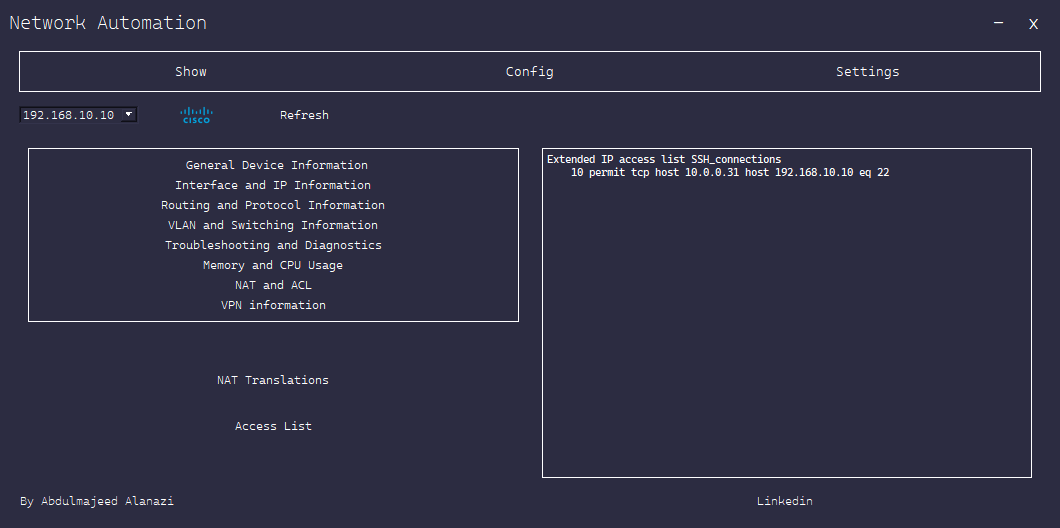 Network Automation
— X
Show Config Settings
192.168.10.10 cisco Refresh
General Device Information
Interface and IP Information
Routing and Protocol Information
VLAN and Switching Information
Troubleshooting and Diagnostics
Memory and CPU Usage
NAT and ACL
VPN information
NAT Translations
Access List
Extended IP access list SSH_connections
10 permit tcp host 10.0.0.31 host 192.168.10.10 eq 22
By Abdulmajeed Alanazi
Linkedin